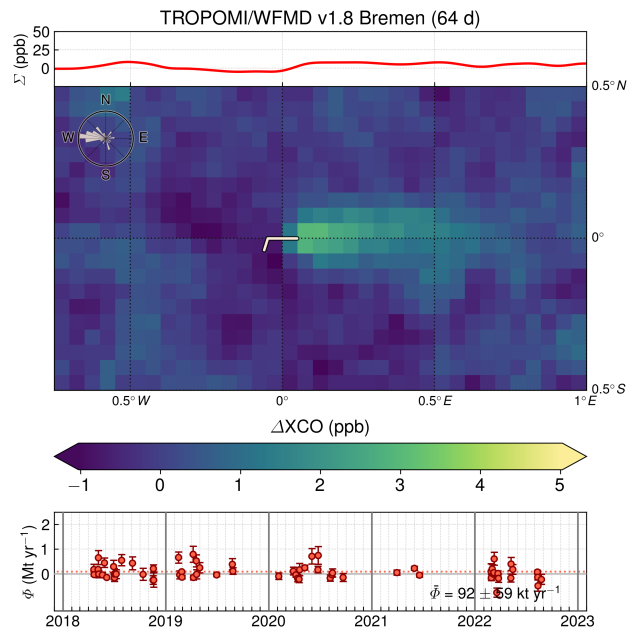 TROPOMI/WFMD v1.8 Bremen (64 d)
50
25
0
Σ (ppb)
0.5°N
N
W E
S
0°
0.5°S
0.5°W 0° 0.5°E 1°E
ΔXCO (ppb)
−1 0 1 2 3 4 5
2
1
0
Φ (Mt yr⁻¹)
Φ̄ = 92 ± 59 kt yr⁻¹
2018 2019 2020 2021 2022 2023